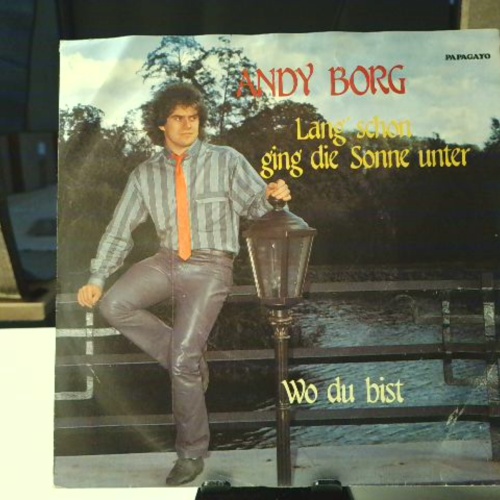 PAPAGAYO
ANDY BORG
Lang' schon
ging die Sonne unter
Wo du bist